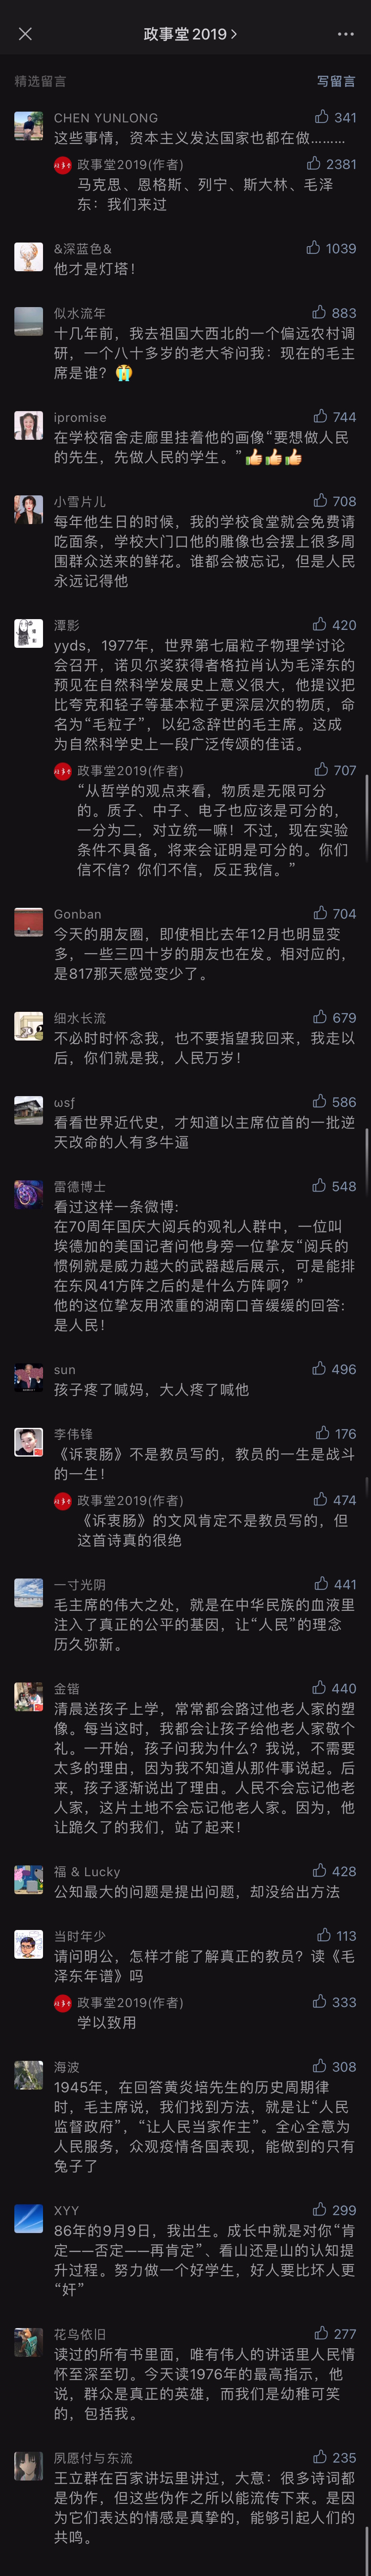 政事堂2019
精选留言
写留言
CHEN YUNLONG
341
这些事情，资本主义发达国家也都在做………
政事堂2019(作者)
2381
马克思、恩格斯、列宁、斯大林、毛泽
东：我们来过
&深蓝色&
1039
他才是灯塔！
似水流年
883
十几年前，我去祖国大西北的一个偏远农村调
研，一个八十多岁的老大爷问我：现在的毛主
席是谁？😭
ipromise
744
在学校宿舍走廊里挂着他的画像“要想做人民
的先生，先做人民的学生。”👍👍👍
小雪片儿
708
每年他生日的时候，我的学校食堂就会免费请
吃面条，学校大门口他的雕像也会摆上很多周
围群众送来的鲜花。谁都会被忘记，但是人民
永远记得他
潭影
420
yyds，1977年，世界第七届粒子物理学讨论
会召开，诺贝尔奖获得者格拉肖认为毛泽东的
预见在自然科学发展史上意义很大，他提议把
比夸克和轻子等基本粒子更深层次的物质，命
名为“毛粒子”，以纪念辞世的毛主席。这成
为自然科学史上一段广泛传颂的佳话。
政事堂2019(作者)
707
“从哲学的观点来看，物质是无限可分
的。质子、中子、电子也应该是可分的，
一分为二，对立统一嘛！不过，现在实验
条件不具备，将来会证明是可分的。你们
信不信？你们不信，反正我信。”
Gonban
704
今天的朋友圈，即使相比去年12月也明显变
多，一些三四十岁的朋友也在发。相对应的，
是817那天感觉变少了。
细水长流
679
不必时时怀念我，也不要指望我回来，我走以
后，你们就是我，人民万岁！
ωsƒ
586
看看世界近代史，才知道以主席位首的一批逆
天改命的人有多牛逼
雷德博士
548
看过这样一条微博：
在70周年国庆大阅兵的观礼人群中，一位叫
埃德加的美国记者问他身旁一位挚友“阅兵的
惯例就是威力越大的武器越后展示，可是能排
在东风41方阵之后的是什么方阵啊？”
他的这位挚友用浓重的湖南口音缓缓的回答：
是人民！
sun
496
孩子疼了喊妈，大人疼了喊他
李伟锋
176
《诉衷肠》不是教员写的，教员的一生是战斗
的一生！
政事堂2019(作者)
474
《诉衷肠》的文风肯定不是教员写的，但
这首诗真的很绝
一寸光阴
441
毛主席的伟大之处，就是在中华民族的血液里
注入了真正的公平的基因，让“人民”的理念
历久弥新。
金锴
440
清晨送孩子上学，常常都会路过他老人家的塑
像。每当这时，我都会让孩子给他老人家敬个
礼。一开始，孩子问我为什么？我说，不需要
太多的理由，因为我不知道从那件事说起。后
来，孩子逐渐说出了理由。人民不会忘记他老
人家，这片土地不会忘记他老人家。因为，他
让跪久了的我们，站了起来！
福 & Lucky
428
公知最大的问题是提出问题，却没给出方法
当时年少
113
请问明公，怎样才能了解真正的教员？读《毛
泽东年谱》吗
政事堂2019(作者)
333
学以致用
海波
308
1945年，在回答黄炎培先生的历史周期律
时，毛主席说，我们找到方法，就是让“人民
监督政府”，“让人民当家作主”。全心全意为
人民服务，众观疫情各国表现，能做到的只有
兔子了
XYY
299
86年的9月9日，我出生。成长中就是对你“肯
定——否定——再肯定”、看山还是山的认知提
升过程。努力做一个好学生，好人要比坏人更
“奸”
花鸟依旧
277
读过的所有书里面，唯有伟人的讲话里人民情
怀至深至切。今天读1976年的最高指示，他
说，群众是真正的英雄，而我们是幼稚可笑
的，包括我。
夙愿付与东流
235
王立群在百家讲坛里讲过，大意：很多诗词都
是伪作，但这些伪作之所以能流传下来。是因
为它们表达的情感是真挚的，能够引起人们的
共鸣。